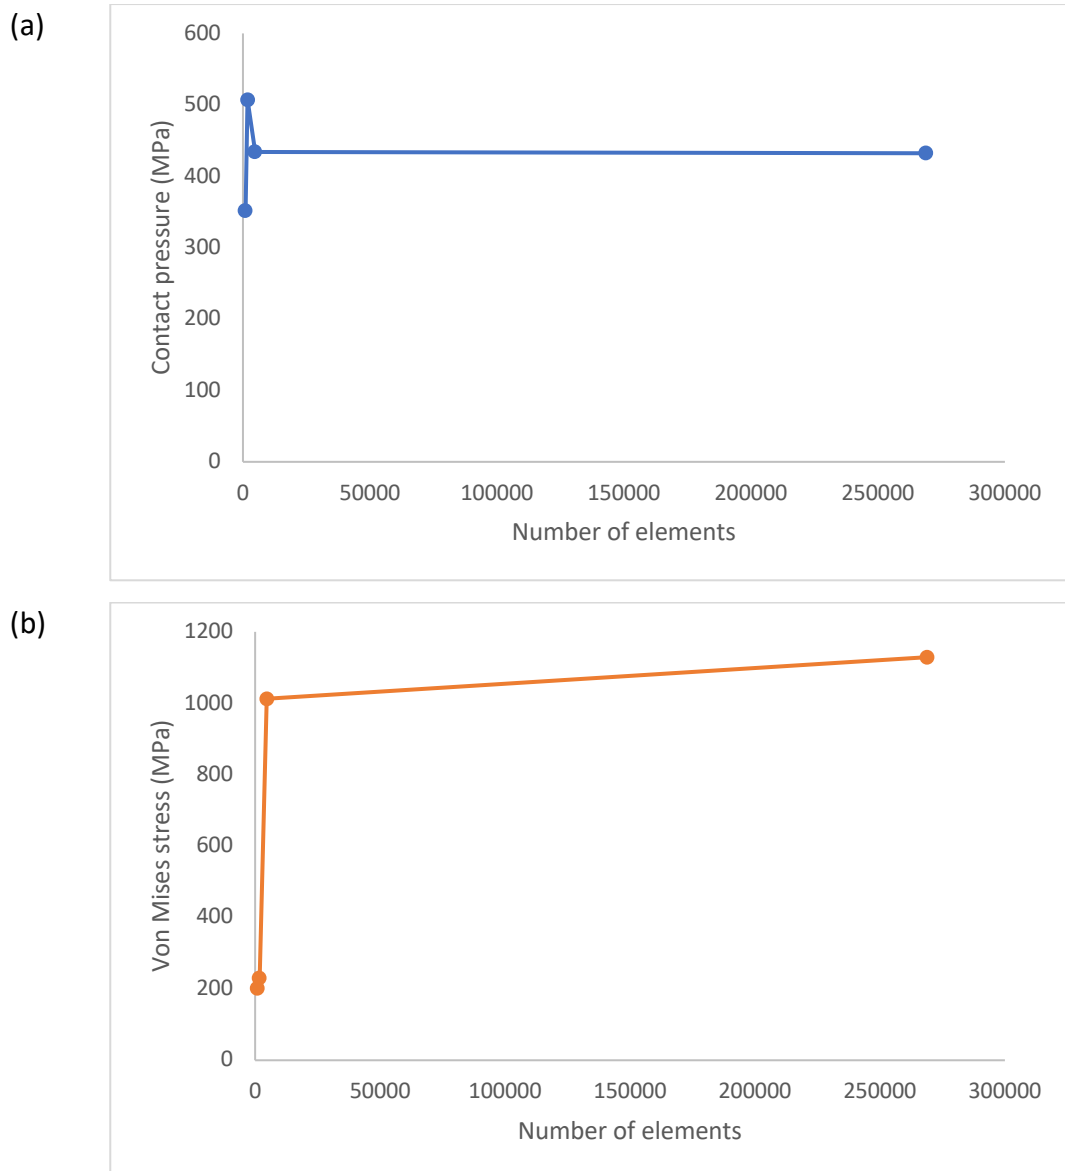 (a)
600
500
400
300
200
100
0
Contact pressure (MPa)
0 50000 100000 150000 200000 250000 300000
Number of elements
(b)
1200
1000
800
600
400
200
0
Von Mises stress (MPa)
0 50000 100000 150000 200000 250000 300000
Number of elements